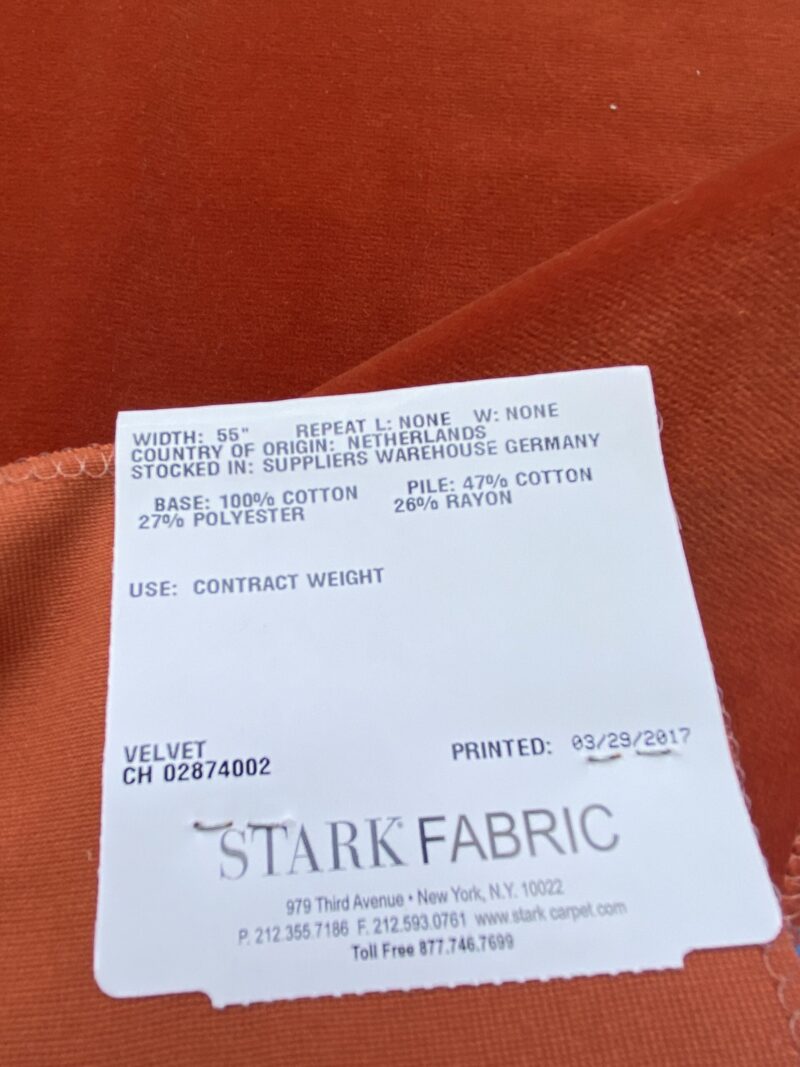 WIDTH: 55" REPEAT L: NONE W: NONE
COUNTRY OF ORIGIN: NETHERLANDS
STOCKED IN: SUPPLIERS WAREHOUSE GERMANY
BASE: 100% COTTON PILE: 47% COTTON
27% POLYESTER 26% RAYON
USE: CONTRACT WEIGHT
VELVET
CH 02874002 PRINTED: 03/29/2017
STARK FABRIC
979 Third Avenue • New York, N.Y. 10022
P. 212.355.7186 F. 212.593.0761 www.stark carpet.com
Toll Free 877.746.7699